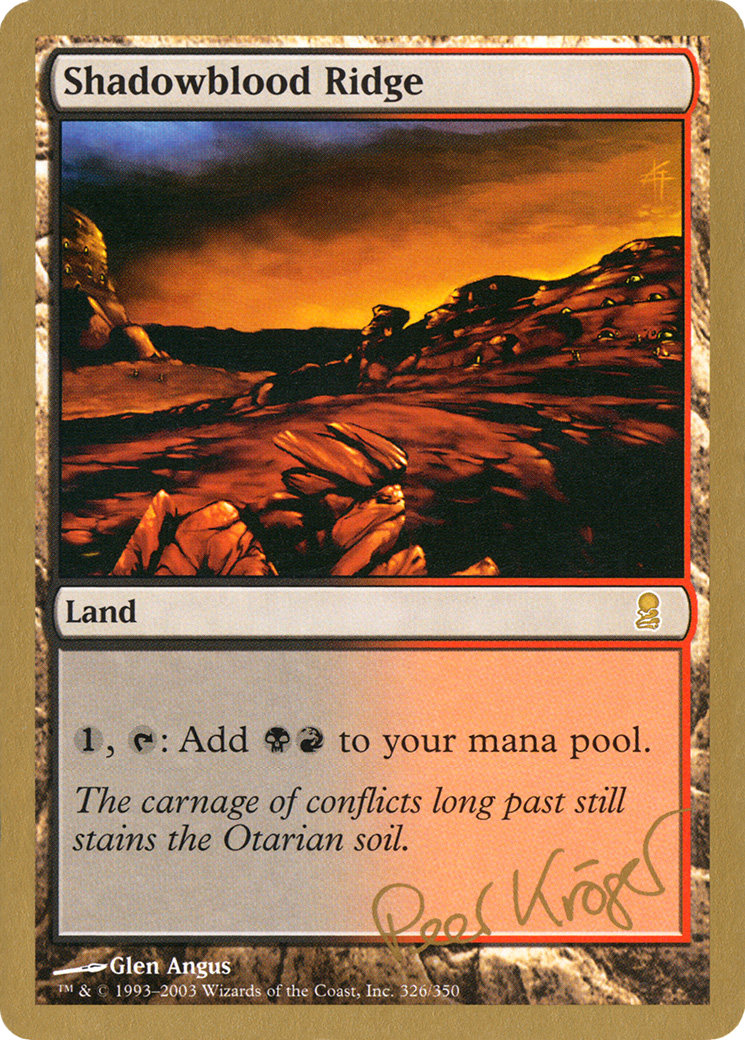 Shadowblood Ridge
Land
1, : Add to your mana pool.
The carnage of conflicts long past still
stains the Otarian soil.
Peer Kröger
Glen Angus
™ & © 1993–2003 Wizards of the Coast, Inc. 326/350